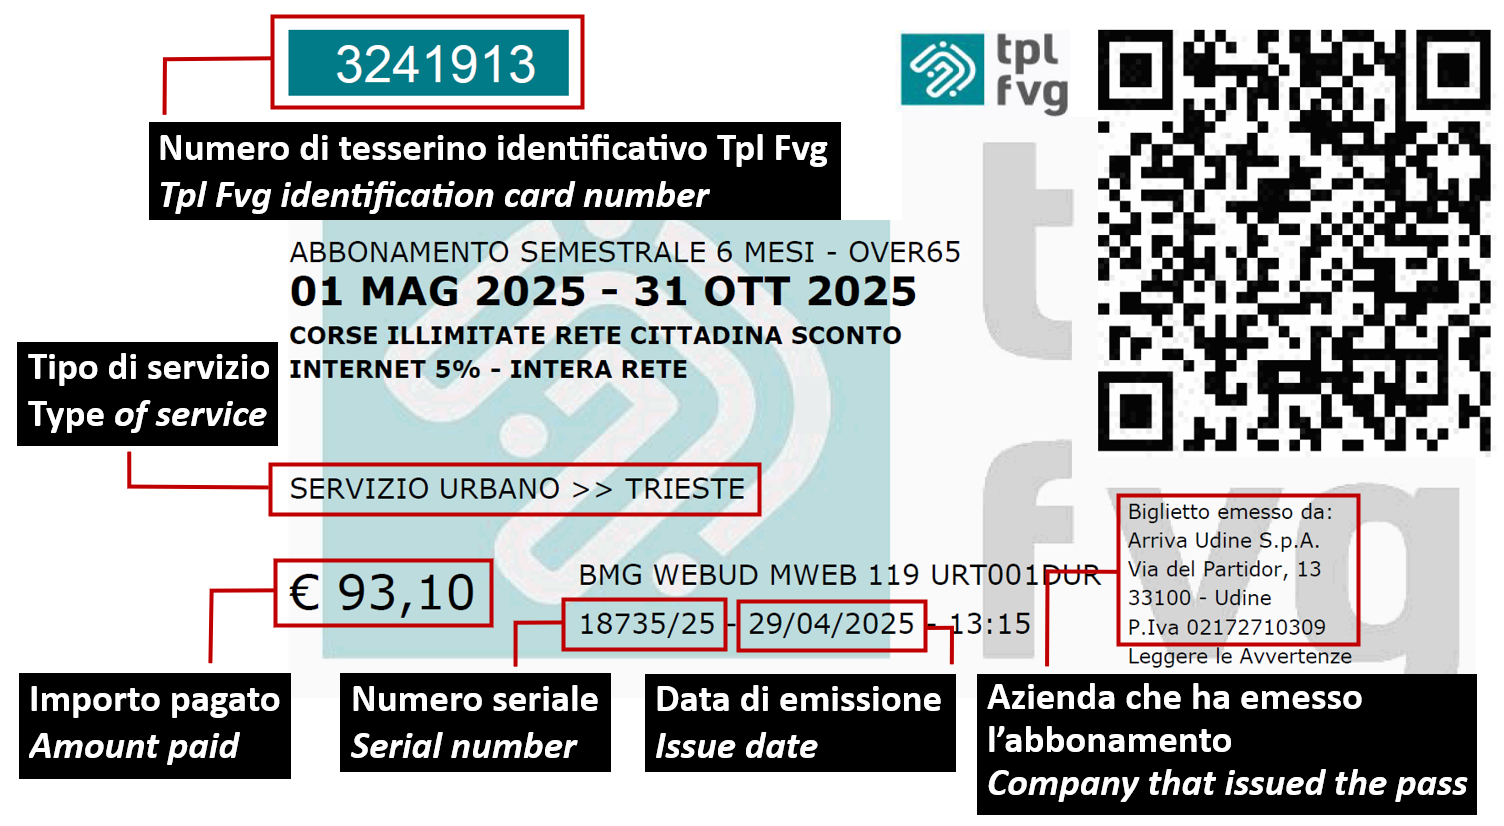 3241913
tpl
fvg
Numero di tesserino identificativo Tpl Fvg
Tpl Fvg identification card number
ABBONAMENTO SEMESTRALE 6 MESI - OVER65
01 MAG 2025 - 31 OTT 2025
CORSE ILLIMITATE RETE CITTADINA SCONTO
INTERNET 5% - INTERA RETE
Tipo di servizio
Type of service
SERVIZIO URBANO >> TRIESTE
t
fvg
€ 93,10
BMG WEBUD MWEB 119 URT001DUR
18735/25 - 29/04/2025 - 13:15
Biglietto emesso da:
Arriva Udine S.p.A.
Via del Partidor, 13
33100 - Udine
P.Iva 02172710309
Leggere le Avvertenze
Importo pagato
Amount paid
Numero seriale
Serial number
Data di emissione
Issue date
Azienda che ha emesso
l’abbonamento
Company that issued the pass